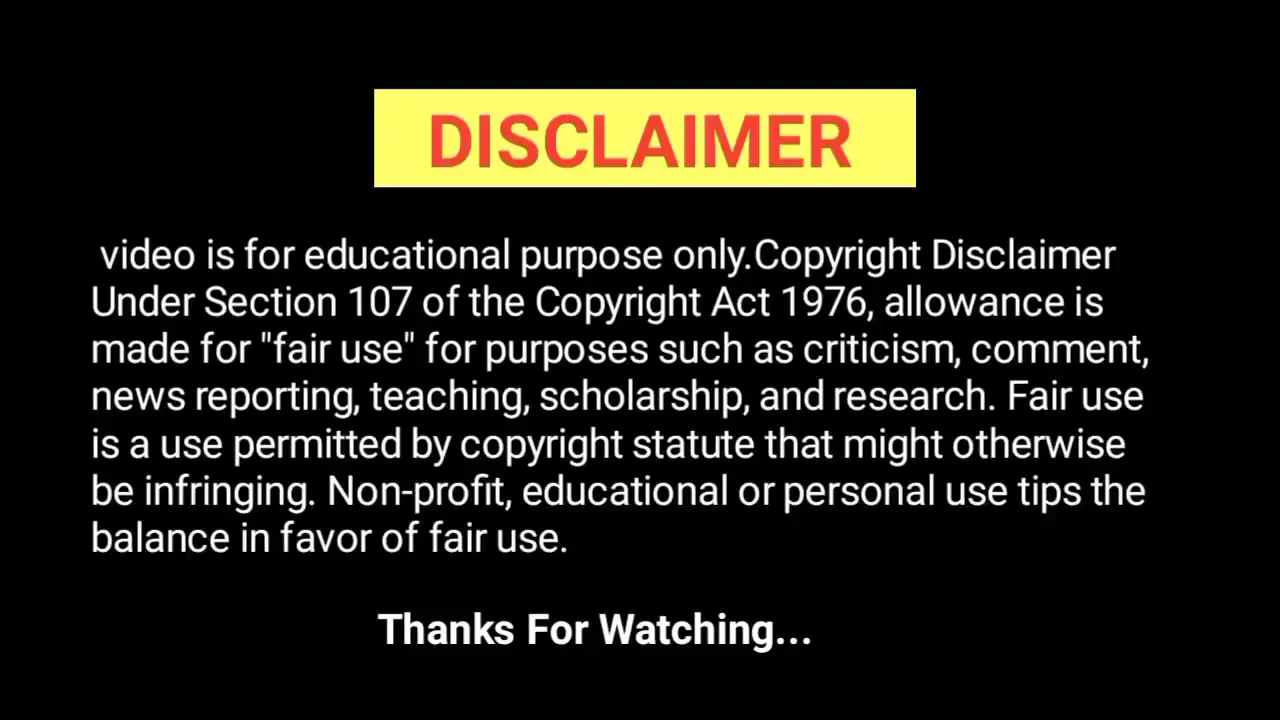 DISCLAIMER
video is for educational purpose only.Copyright Disclaimer
Under Section 107 of the Copyright Act 1976, allowance is
made for "fair use" for purposes such as criticism, comment,
news reporting, teaching, scholarship, and research. Fair use
is a use permitted by copyright statute that might otherwise
be infringing. Non-profit, educational or personal use tips the
balance in favor of fair use.
Thanks For Watching...